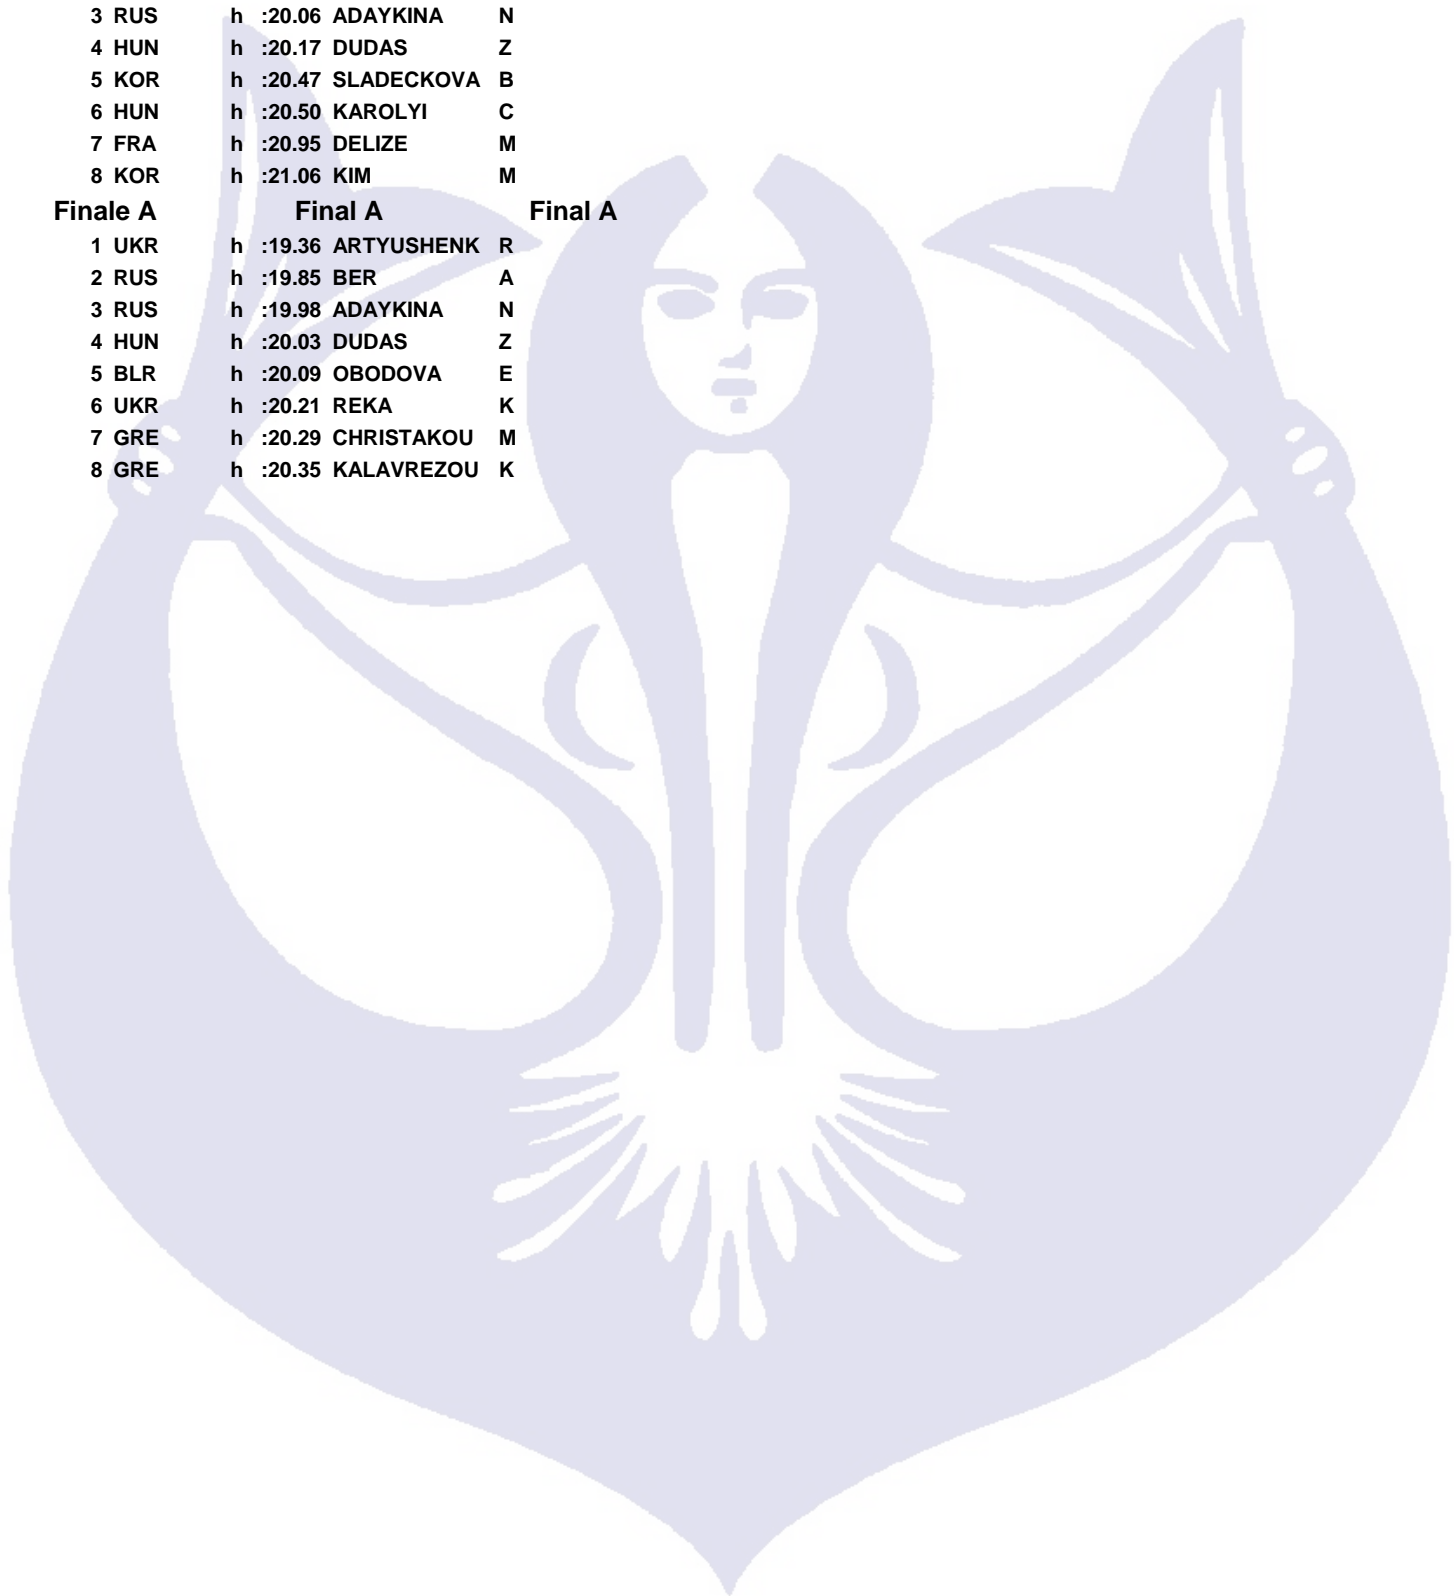 3 RUS h :20.06 ADAYKINA N
4 HUN h :20.17 DUDAS Z
5 KOR h :20.47 SLADECKOVA B
6 HUN h :20.50 KAROLYI C
7 FRA h :20.95 DELIZE M
8 KOR h :21.06 KIM M
Finale A Final A Final A
1 UKR h :19.36 ARTYUSHENK R
2 RUS h :19.85 BER A
3 RUS h :19.98 ADAYKINA N
4 HUN h :20.03 DUDAS Z
5 BLR h :20.09 OBODOVA E
6 UKR h :20.21 REKA K
7 GRE h :20.29 CHRISTAKOU M
8 GRE h :20.35 KALAVREZOU K